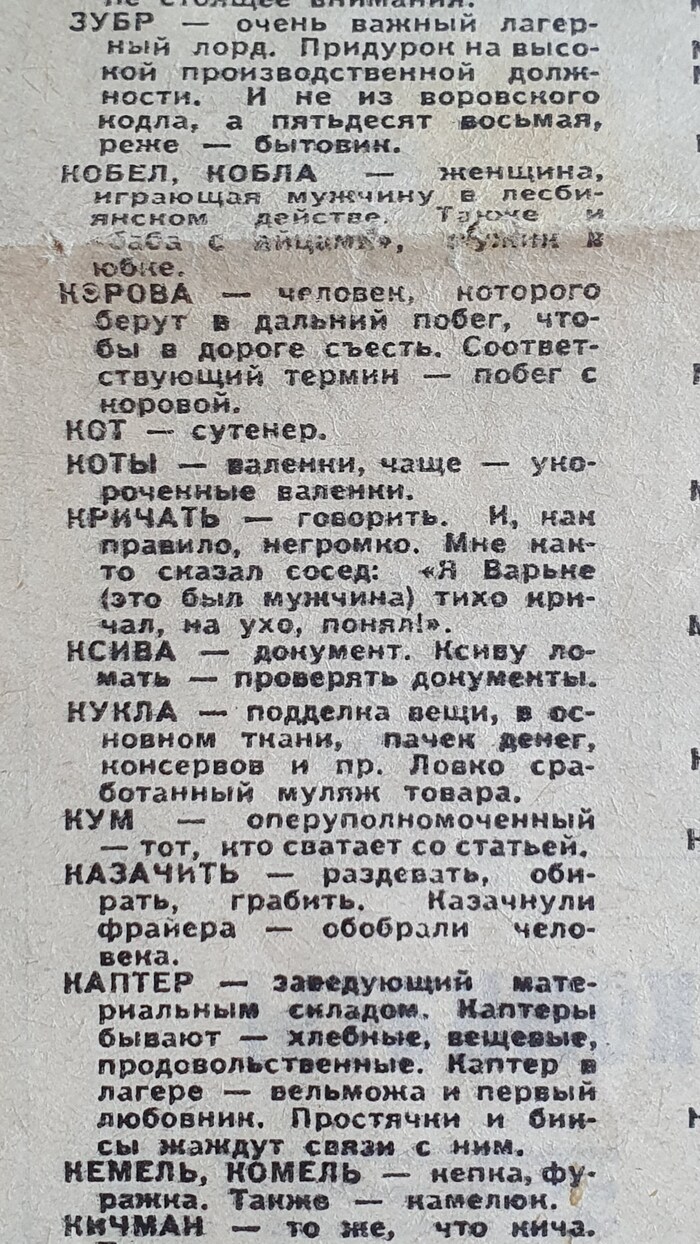 не стоящее внимания.
ЗУБР — очень важный лагер-
ный лорд. Придурок на высо-
кой производственной долж-
ности. И не из воровского
кодла, а пятьдесят восьмая,
реже — бытовик.
КОБЕЛ, КОБЛА — женщина,
играющая мужчину в лесби-
янском действе. Также и
«баба с яйцами», мужик в
юбке.
КОРОВА — человек, которого
берут в дальний побег, что-
бы в дороге съесть. Соответ-
ствующий термин — побег с
коровой.
КОТ — сутенер.
КОТЫ — валенки, чаще — уко-
роченные валенки.
КРИЧАТЬ — говорить. И, как
правило, негромко. Мне как-
то сказал сосед: «Я Варьке
(это был мужчина) тихо кри-
чал, на ухо, понял!».
КСИВА — документ. Ксиву ло-
мать — проверять документы.
КУКЛА — подделка вещи, в ос-
новном ткани, пачек денег,
консервов и пр. Ловко сра-
ботанный муляж товара.
КУМ — оперуполномоченный
— тот, кто сватает со статьей.
КАЗАЧИТЬ — раздевать, оби-
рать, грабить. Казачнули
фрайера — обобрали чело-
века.
КАПТЕР — заведующий мате-
риальным складом. Каптеры
бывают — хлебные, вещевые,
продовольственные. Каптер в
лагере — вельможа и первый
любовник. Простячки и бик-
сы жаждут связи с ним.
КЕМЕЛЬ, КОМЕЛЬ — кепка, фу-
ражка. Также — камелюк.
КИЧМАН — то же, что кича.